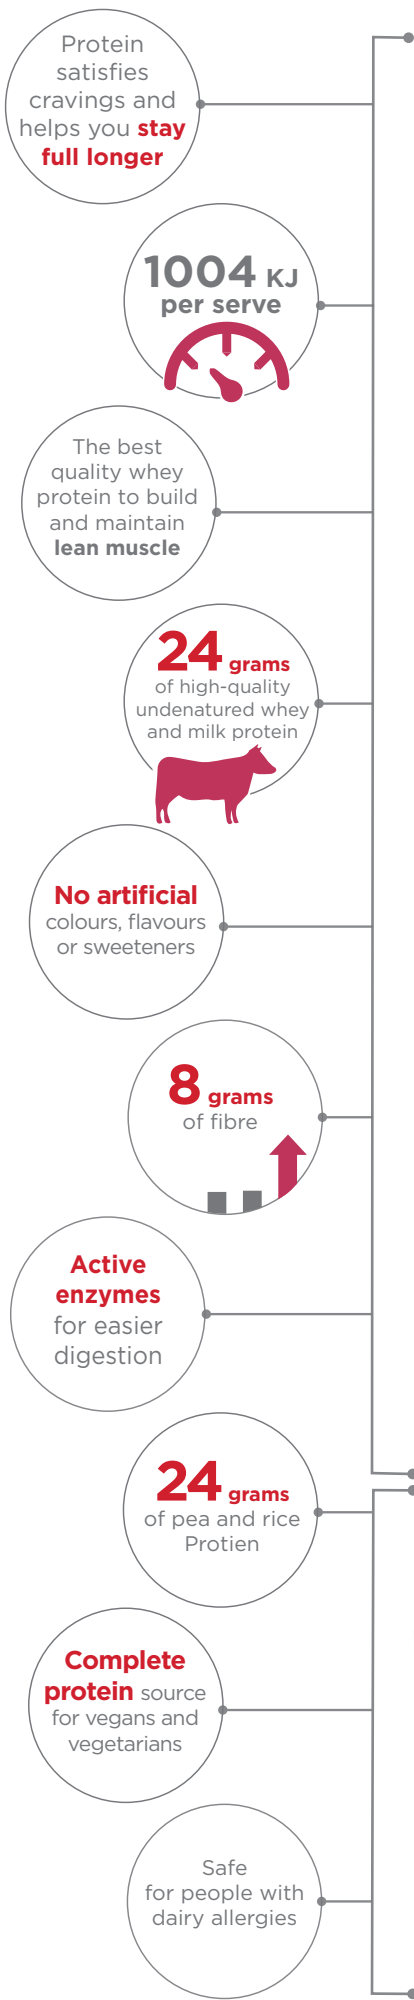 Protein
satisfies
cravings and
helps you stay
full longer
1004 KJ
per serve
The best
quality whey
protein to build
and maintain
lean muscle
24 grams
of high-quality
undenatured whey
and milk protein
No artificial
colours, flavours
or sweeteners
8 grams
of fibre
Active
enzymes
for easier
digestion
24 grams
of pea and rice
Protien
Complete
protein source
for vegans and
vegetarians
Safe
for people with
dairy allergies